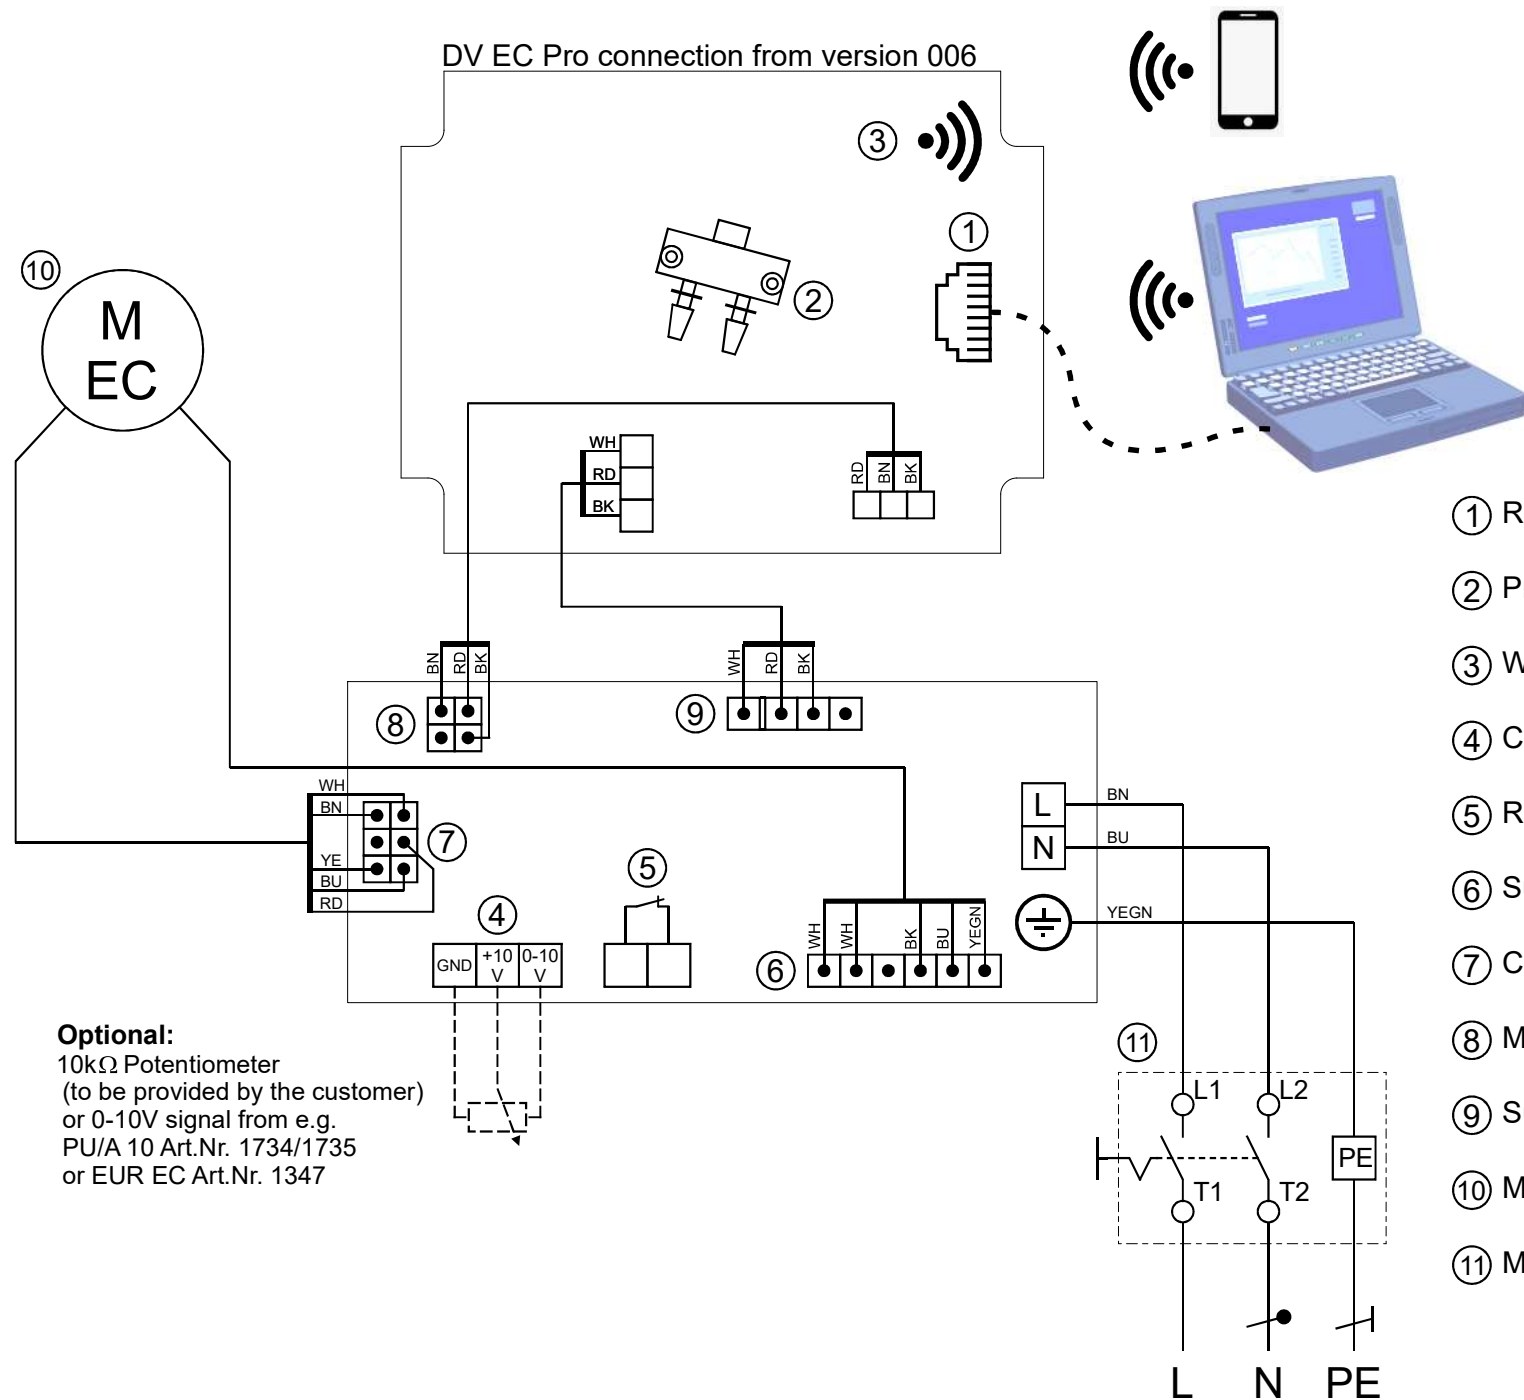 DV EC Pro connection from version 006
3
1
2
10
M
EC
WH
RD
BK
RD
BN
BK
1 R
2 P
3 W
4 C
5 R
6 S
7 C
8 M
9 S
10 M
11 M
BN
RD
BK
WH
RD
BK
8
9
WH
BN
YE
BU
RD
7
L
N
BN
BU
YEGN
5
4
GND
+10
V
0-10
V
6
WH
WH
BK
BU
YEGN
Optional:
10kΩ Potentiometer
(to be provided by the customer)
or 0-10V signal from e.g.
PU/A 10 Art.Nr. 1734/1735
or EUR EC Art.Nr. 1347
11
L1
L2
PE
T1
T2
L N PE